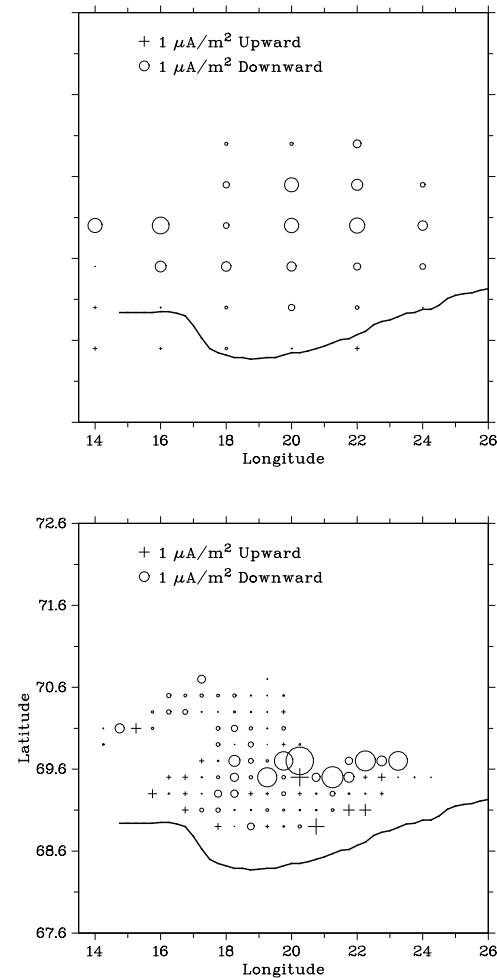 + 1 μA/m² Upward
○ 1 μA/m² Downward
14 16 18 20 22 24 26
Longitude
72.6
+ 1 μA/m² Upward
○ 1 μA/m² Downward
71.6
70.6
Latitude
69.6
68.6
67.6
14 16 18 20 22 24 26
Longitude